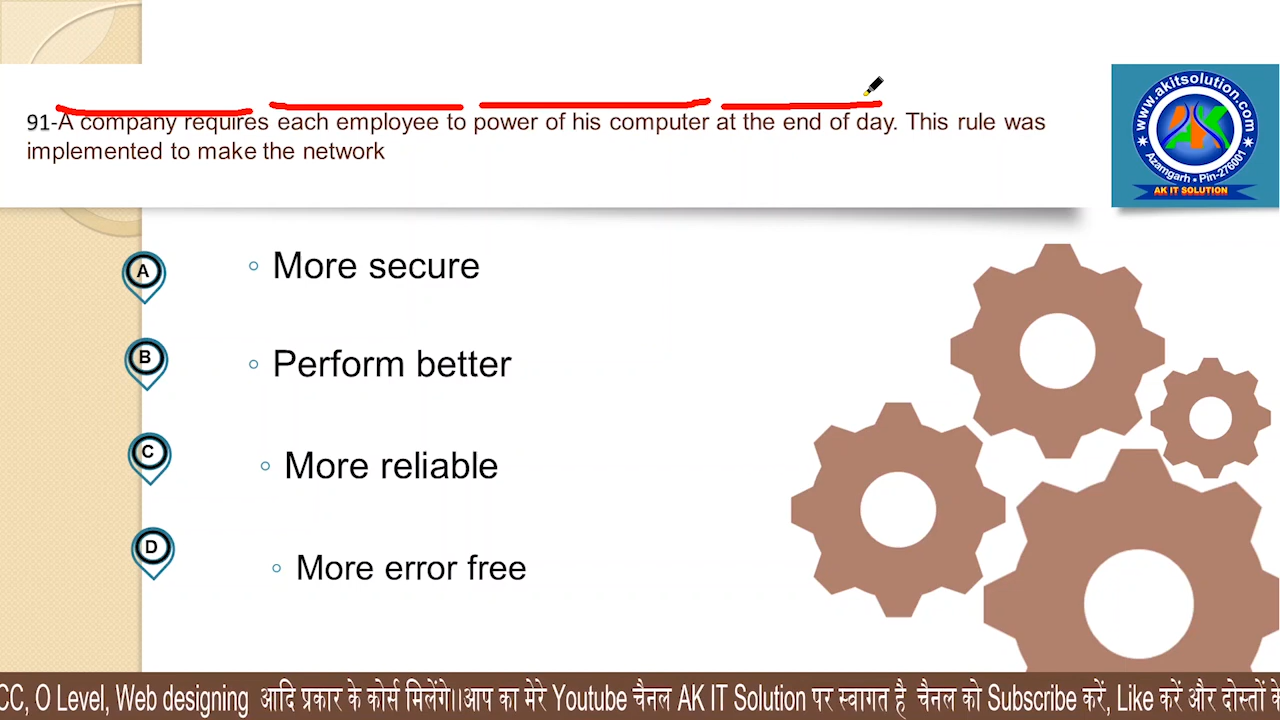 91-A company requires each employee to power of his computer at the end of day. This rule was
implemented to make the network
www.akitsolution.com
AK
Azamgarh • Pin-276001
AK IT SOLUTION
A
More secure
B
Perform better
C
More reliable
D
More error free
CC, O Level, Web designing आदि प्रकार के कोर्स मिलेंगे।।आप का मेरे Youtube चैनल AK IT Solution पर स्वागत है चैनल को Subscribe करें, Like करें और दोस्तों के